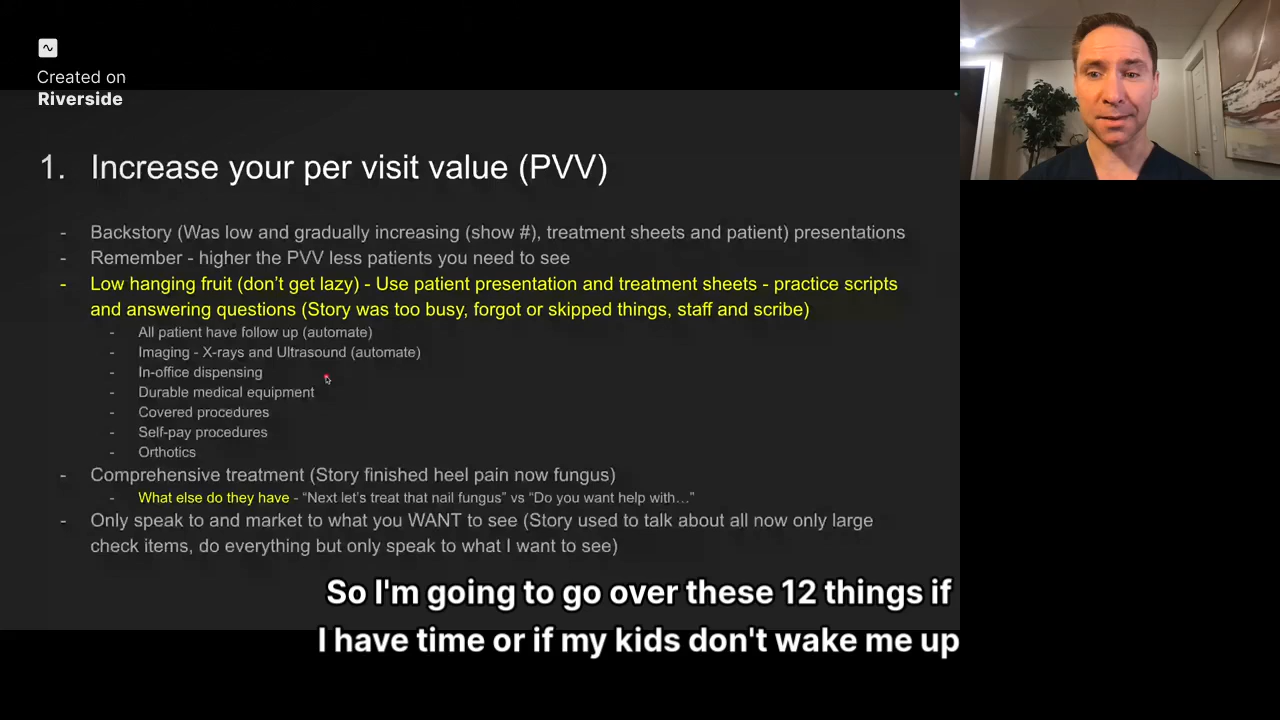 Created on
Riverside
1. Increase your per visit value (PVV)
- Backstory (Was low and gradually increasing (show #), treatment sheets and patient) presentations
- Remember - higher the PVV less patients you need to see
- Low hanging fruit (don't get lazy) - Use patient presentation and treatment sheets - practice scripts
and answering questions (Story was too busy, forgot or skipped things, staff and scribe)
- All patient have follow up (automate)
- Imaging - X-rays and Ultrasound (automate)
- In-office dispensing
- Durable medical equipment
- Covered procedures
- Self-pay procedures
- Orthotics
- Comprehensive treatment (Story finished heel pain now fungus)
- What else do they have - “Next let's treat that nail fungus” vs “Do you want help with…”
- Only speak to and market to what you WANT to see (Story used to talk about all now only large
check items, do everything but only speak to what I want to see)
So I'm going to go over these 12 things if
I have time or if my kids don't wake me up